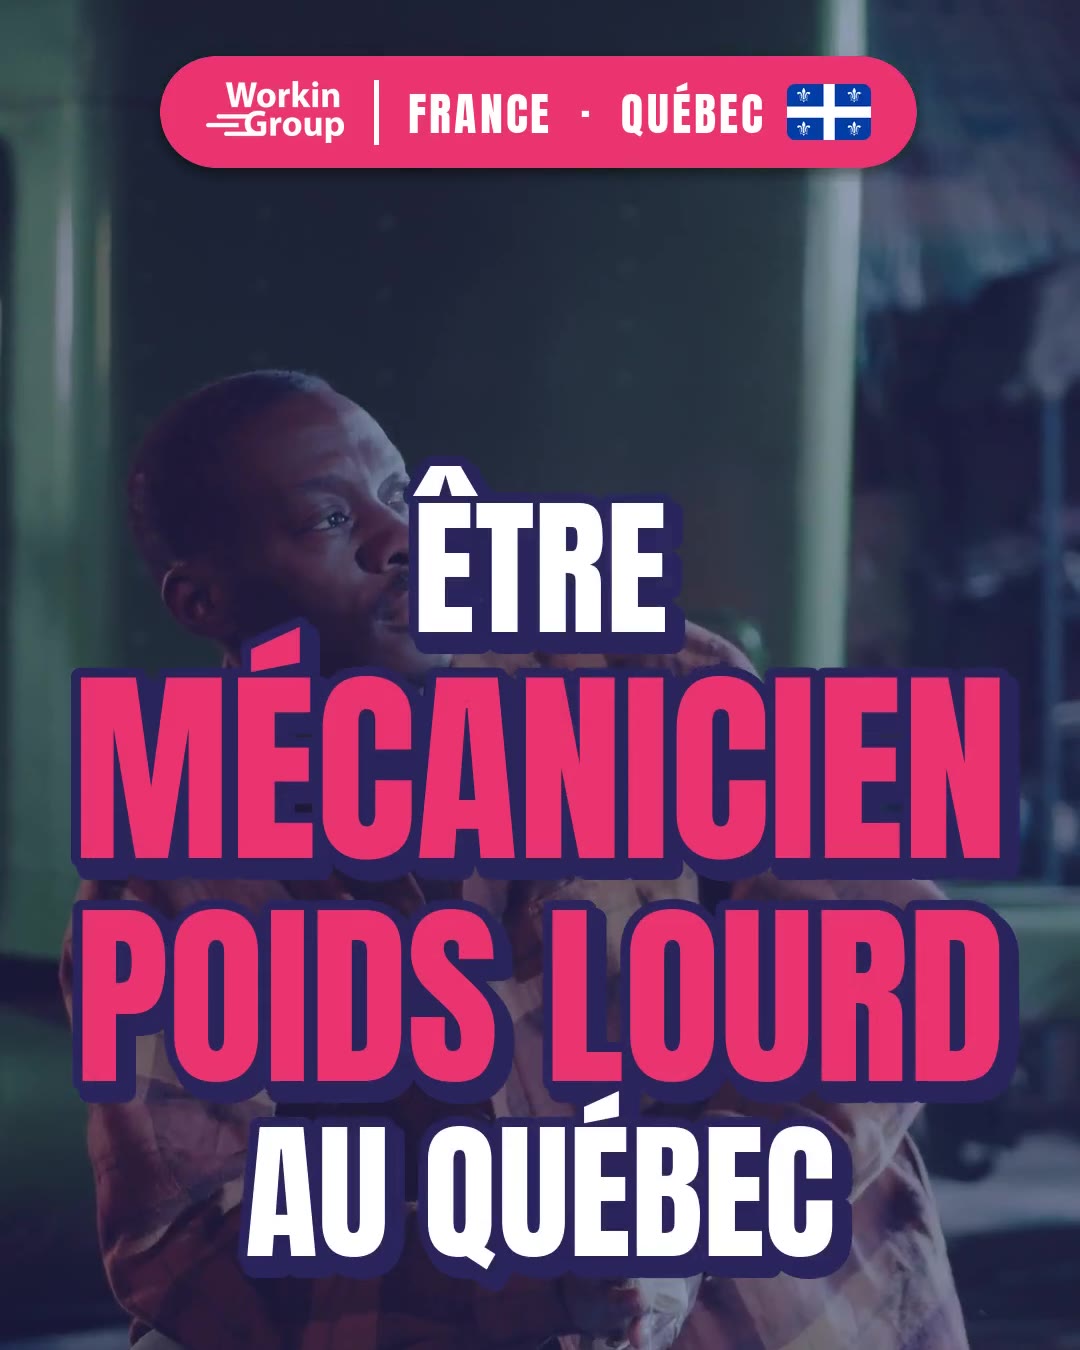 Workin
Group
FRANCE · QUÉBEC
ÊTRE
MÉCANICIEN
POIDS LOURD
AU QUÉBEC